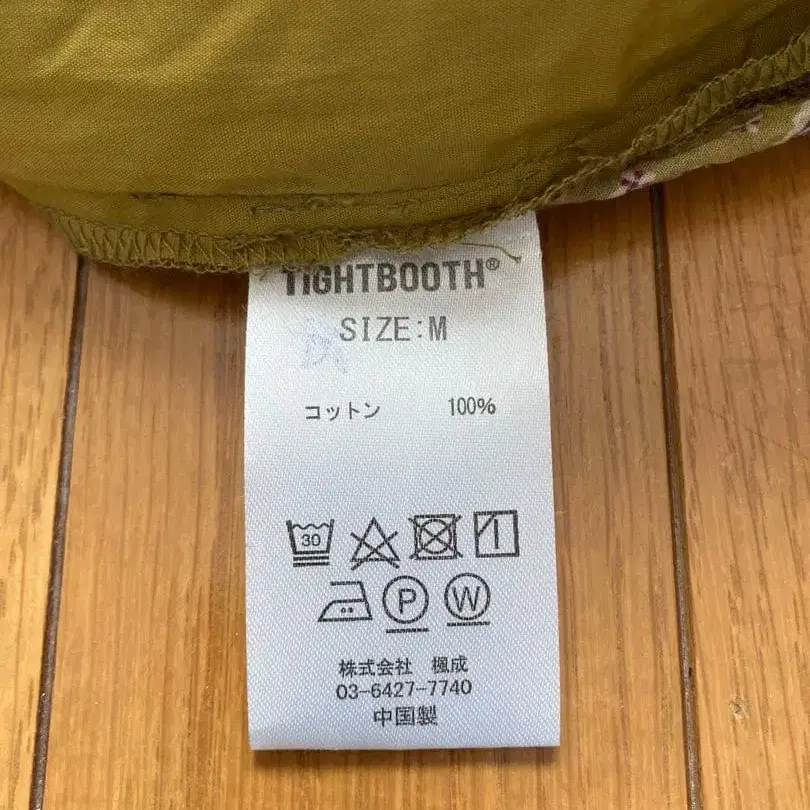 TIGHTBOOTH®
SIZE:M
コットン 100%
30
P W
株式会社 楓成
03-6427-7740
中国製